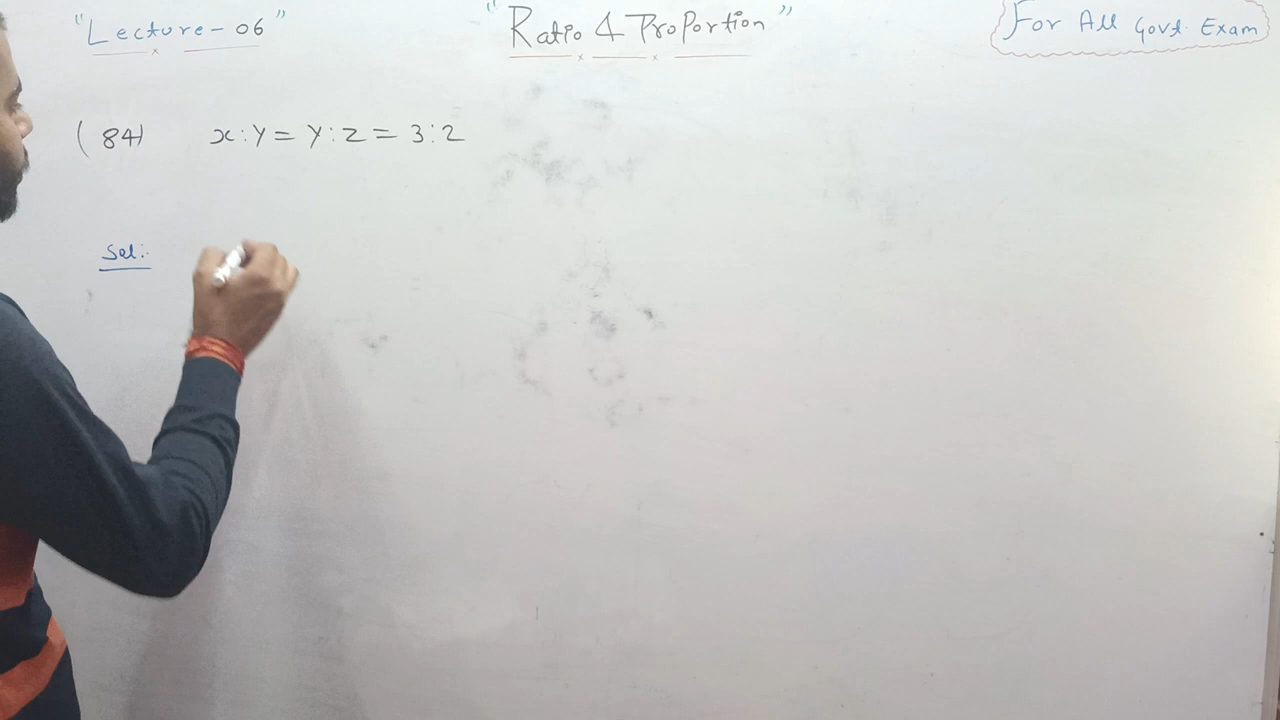 "Lecture - 06"
"Ratio & Proportion"
For All Govt. Exam
(84) x : y = y : z = 3 : 2
Sol: